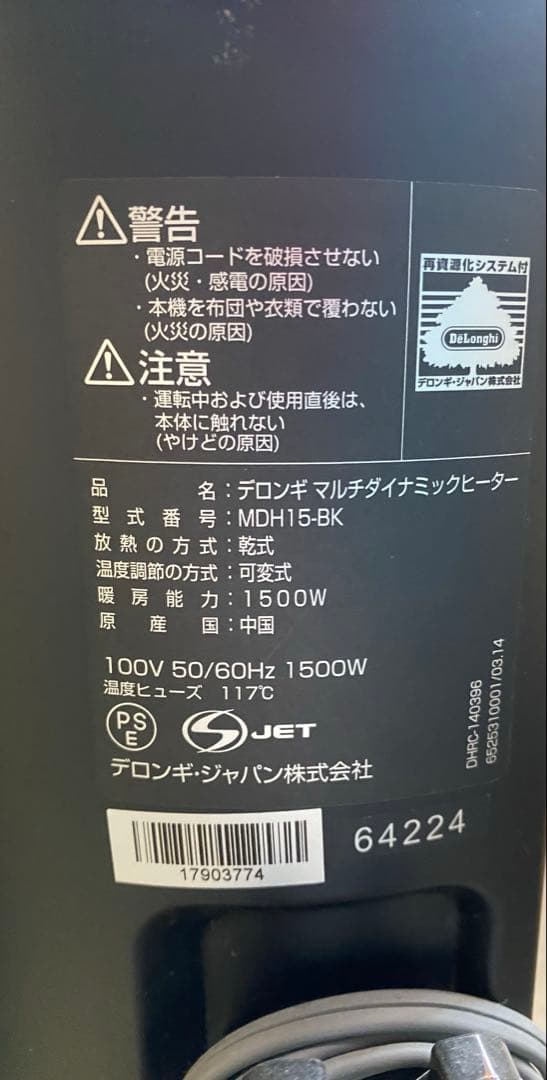 警告
・電源コードを破損させない
(火災・感電の原因)
・本機を布団や衣類で覆わない
(火災の原因)
注意
・運転中および使用直後は、
本体に触れない
(やけどの原因)
再資源化システム付
DeLonghi
デロンギ・ジャパン株式会社
品名:デロンギ マルチダイナミックヒーター
型式番号:MDH15-BK
放熱の方式:乾式
温度調節の方式:可変式
暖房能力:1500W
原産国:中国
100V 50/60Hz 1500W
温度ヒューズ 117℃
PS
E
JET
デロンギ・ジャパン株式会社
DHRC-140396
6525310001/03.14
17903774
64224